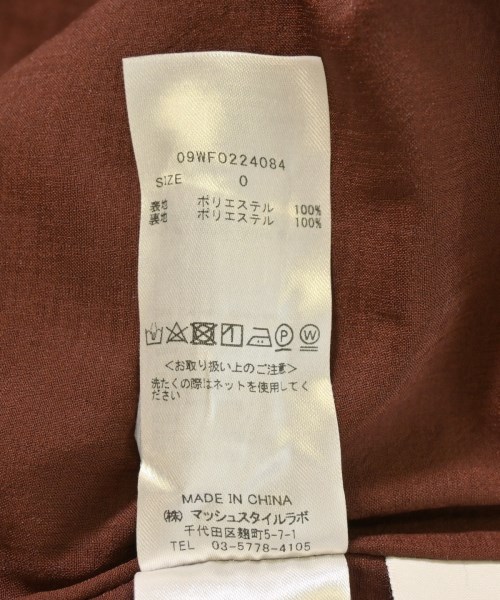 09WFO224084
SIZE 0
表地 ポリエステル 100%
裏地 ポリエステル 100%
P W
<お取り扱い上のご注意>
洗たくの際はネットを使用してく
ださい
MADE IN CHINA
(株) マッシュスタイルラボ
千代田区麹町5-7-1
TEL 03-5778-4105